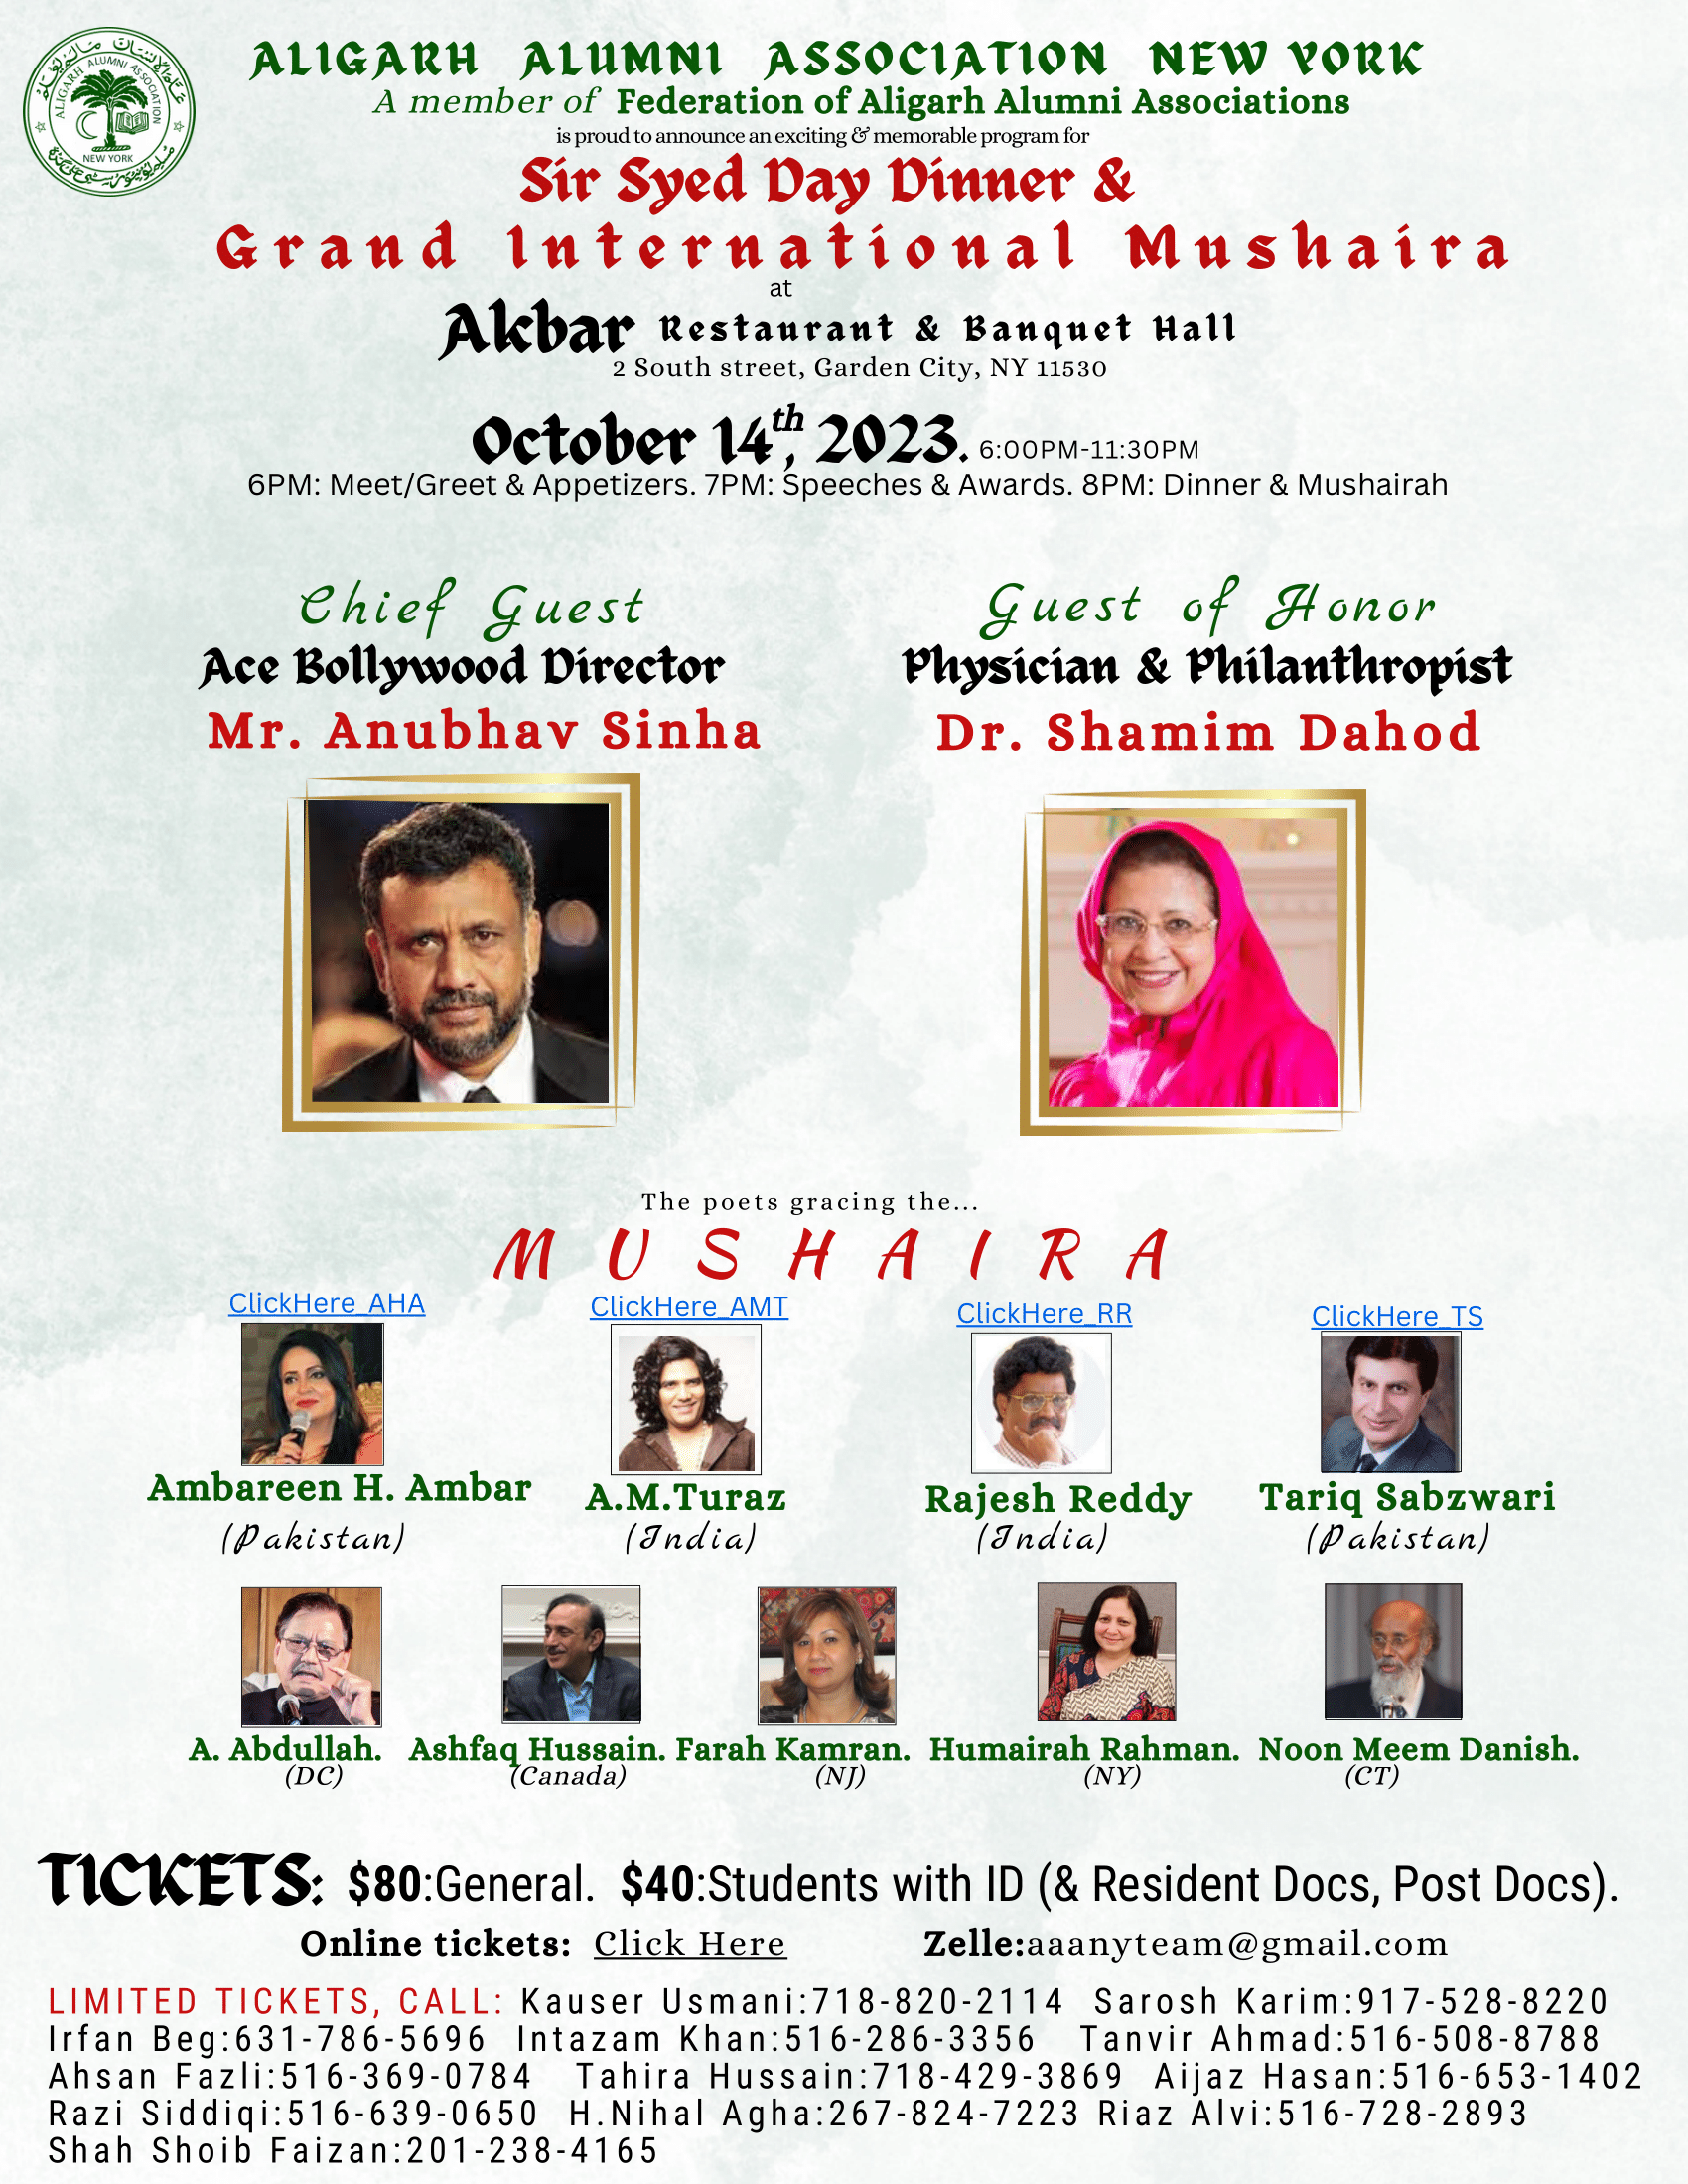 ALIGARH ALUMNI ASSOCIATION NEW YORK
A member of Federation of Aligarh Alumni Associations
is proud to announce an exciting & memorable program for
Sir Syed Day Dinner &
Grand International Mushaira
at
Akbar Restaurant & Banquet Hall
2 South street, Garden City, NY 11530
October 14th, 2023. 6:00PM-11:30PM
6PM: Meet/Greet & Appetizers. 7PM: Speeches & Awards. 8PM: Dinner & Mushairah
Chief Guest
Ace Bollywood Director
Mr. Anubhav Sinha
Guest of Honor
Physician & Philanthropist
Dr. Shamim Dahod
The poets gracing the...
MUSHAIRA
ClickHere_AHA ClickHere_AMT ClickHere_RR ClickHere_TS
Ambareen H. Ambar A.M.Turaz Rajesh Reddy Tariq Sabzwari
(Pakistan) (India) (India) (Pakistan)
A. Abdullah. Ashfaq Hussain. Farah Kamran. Humairah Rahman. Noon Meem Danish.
(DC) (Canada) (NJ) (NY) (CT)
TICKETS: $80:General. $40:Students with ID (& Resident Docs, Post Docs).
Online tickets: Click Here Zelle:aaanyteam@gmail.com
LIMITED TICKETS, CALL: Kauser Usmani:718-820-2114 Sarosh Karim:917-528-8220
Irfan Beg:631-786-5696 Intazam Khan:516-286-3356 Tanvir Ahmad:516-508-8788
Ahsan Fazli:516-369-0784 Tahira Hussain:718-429-3869 Aijaz Hasan:516-653-1402
Razi Siddiqi:516-639-0650 H.Nihal Agha:267-824-7223 Riaz Alvi:516-728-2893
Shah Shoib Faizan:201-238-4165
ALIGARH ALUMNI ASSOCIATION
NEW YORK